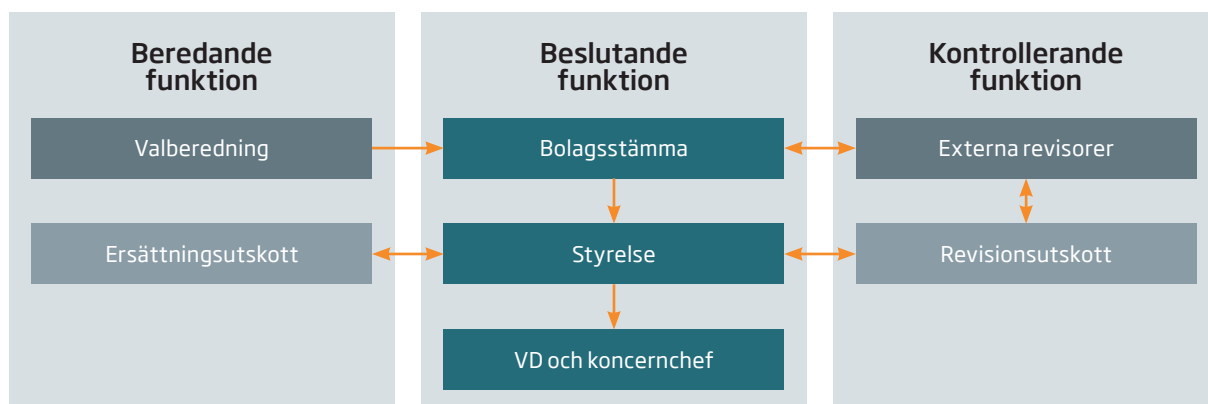 Beredande
funktion
Valberedning
Ersättningsutskott
Beslutande
funktion
Bolagsstämma
Styrelse
VD och koncernchef
Kontrollerande
funktion
Externa revisorer
Revisionsutskott